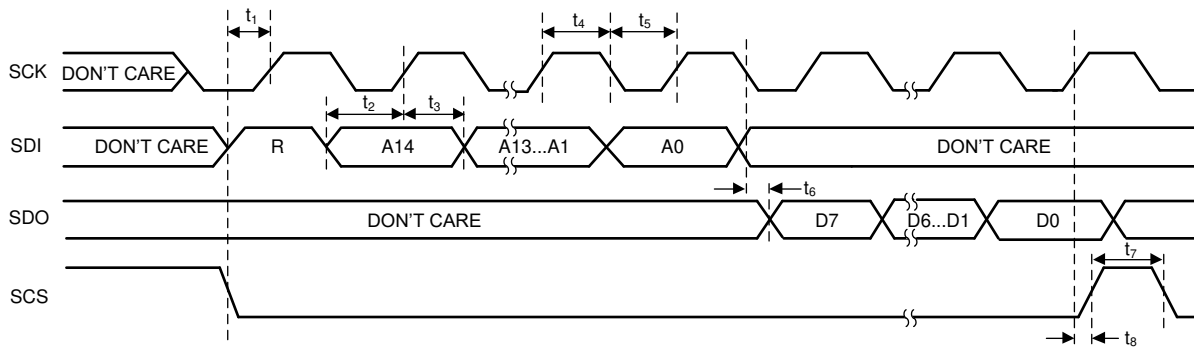 t1 t4 t5
SCK DON'T CARE
t2 t3
SDI DON'T CARE R A14 A13...A1 A0 DON'T CARE
t6
SDO DON'T CARE D7 D6...D1 D0
t7
SCS
t8